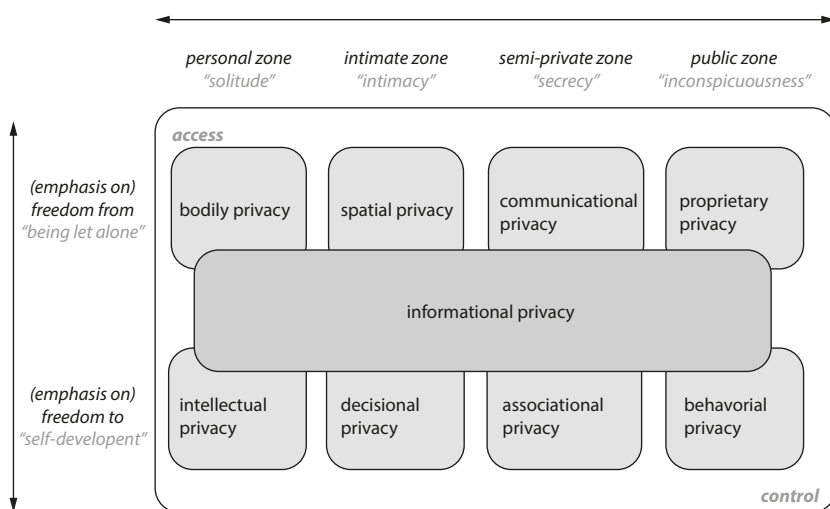 personal zone intimate zone semi-private zone public zone
“solitude” “intimacy” “secrecy” “inconspicuousness”
access
(emphasis on)
freedom from
“being let alone”
bodily privacy
spatial privacy
communicational
privacy
proprietary
privacy
informational privacy
(emphasis on)
freedom to
“self-developent”
intellectual
privacy
decisional
privacy
associational
privacy
behavorial
privacy
control